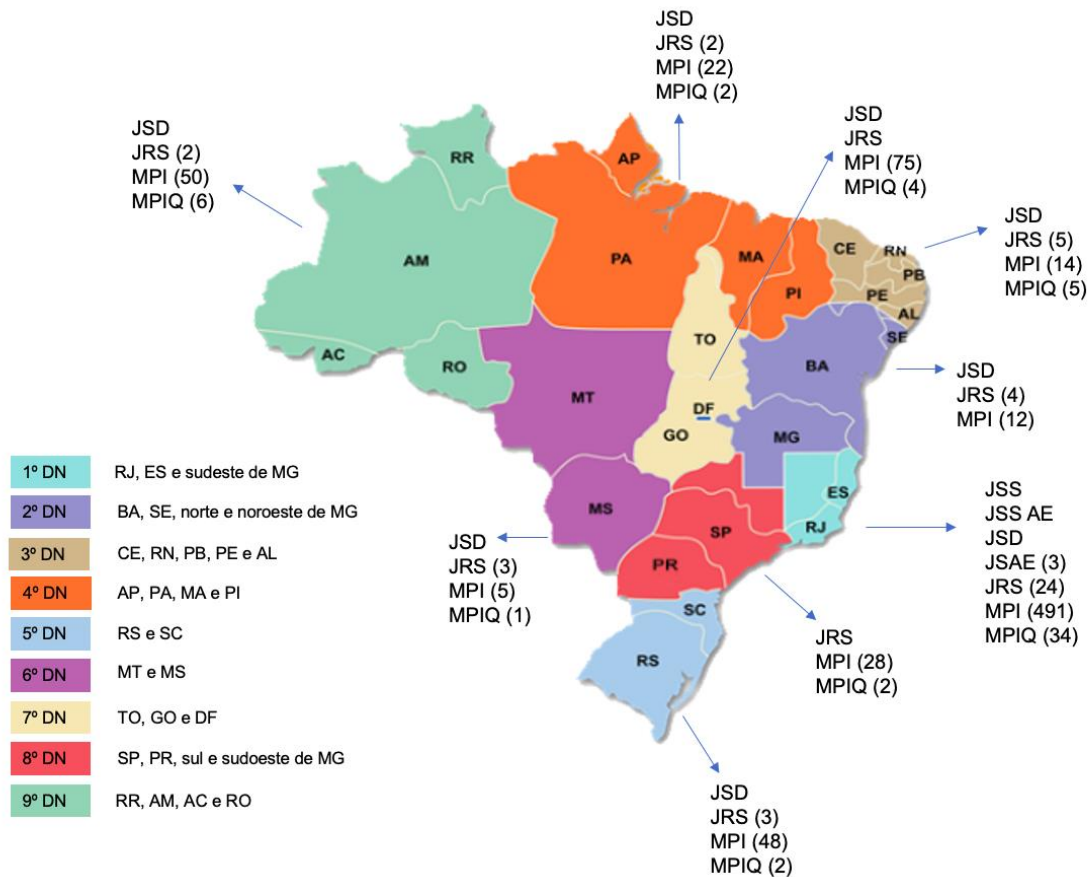 JSD
JRS (2)
MPI (22)
MPIQ (2)
JSD
JRS
MPI (75)
MPIQ (4)
JSD
JRS (2)
MPI (50)
MPIQ (6)
JSD
JRS (5)
MPI (14)
MPIQ (5)
JSD
JRS (4)
MPI (12)
JSS
JSS AE
JSD
JSAE (3)
JRS (24)
MPI (491)
MPIQ (34)
JSD
JRS (3)
MPI (5)
MPIQ (1)
JRS
MPI (28)
MPIQ (2)
JSD
JRS (3)
MPI (48)
MPIQ (2)
RR
AP
AM
PA
MA
CE
RN
PB
PI
PE
AL
SE
TO
BA
AC
RO
MT
DF
GO
MG
ES
MS
SP
RJ
PR
SC
RS
1º DN RJ, ES e sudeste de MG
2º DN BA, SE, norte e noroeste de MG
3º DN CE, RN, PB, PE e AL
4º DN AP, PA, MA e PI
5º DN RS e SC
6º DN MT e MS
7º DN TO, GO e DF
8º DN SP, PR, sul e sudoeste de MG
9º DN RR, AM, AC e RO